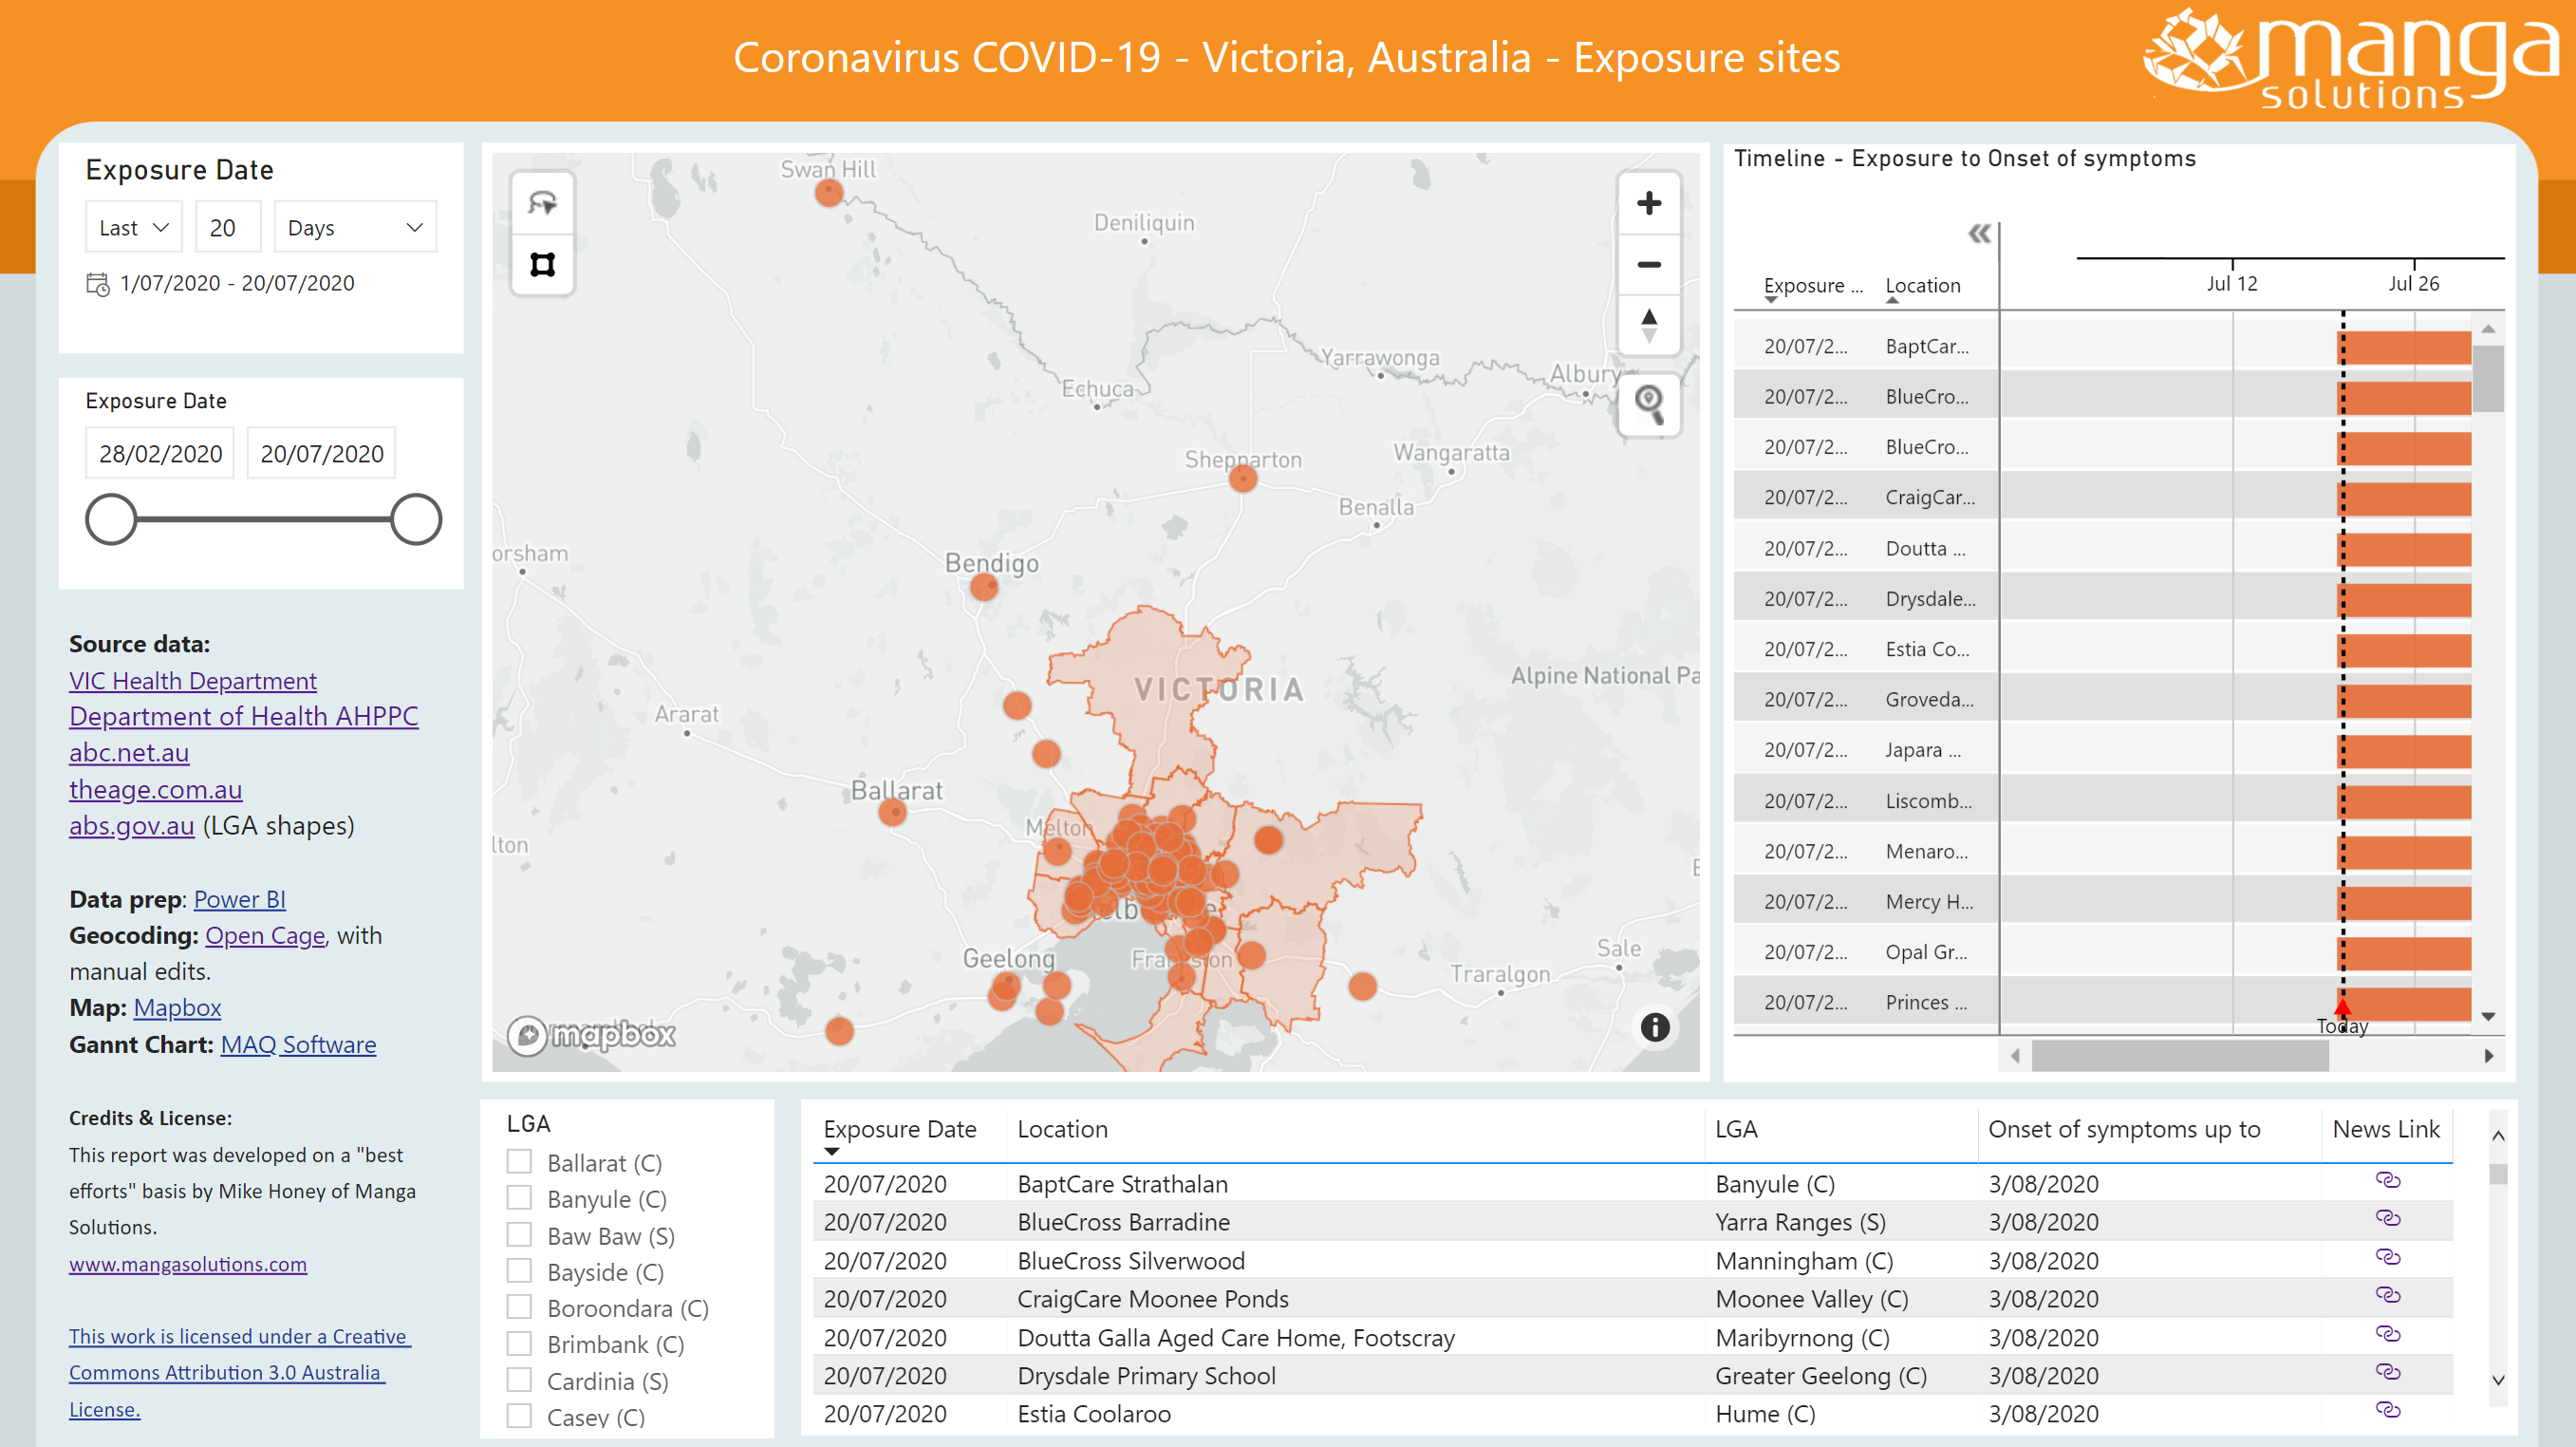 Coronavirus COVID-19 - Victoria, Australia - Exposure sites
manga
solutions
Exposure Date
Last 20 Days
1/07/2020 - 20/07/2020
Exposure Date
28/02/2020 20/07/2020
Source data:
VIC Health Department
Department of Health AHPPC
abc.net.au
theage.com.au
abs.gov.au (LGA shapes)
Data prep: Power BI
Geocoding: Open Cage, with
manual edits.
Map: Mapbox
Gannt Chart: MAQ Software
Credits & License:
This report was developed on a "best
efforts" basis by Mike Honey of Manga
Solutions.
www.mangasolutions.com
This work is licensed under a Creative
Commons Attribution 3.0 Australia
License.
Swan Hill
Deniliquin
Yarrawonga
Albury
Echuca
Shepparton
Wangaratta
Benalla
orsham
Bendigo
VICTORIA
Alpine National Pa
Ararat
Ballarat
Melton
lton
Geelong
Sale
Traralgon
mapbox
Timeline - Exposure to Onset of symptoms
Jul 12 Jul 26
Exposure ... Location
20/07/2... BaptCar...
20/07/2... BlueCro...
20/07/2... BlueCro...
20/07/2... CraigCar...
20/07/2... Doutta ...
20/07/2... Drysdale...
20/07/2... Estia Co...
20/07/2... Groveda...
20/07/2... Japara ...
20/07/2... Liscomb...
20/07/2... Menaro...
20/07/2... Mercy H...
20/07/2... Opal Gr...
20/07/2... Princes ...
Today
LGA
Ballarat (C)
Banyule (C)
Baw Baw (S)
Bayside (C)
Boroondara (C)
Brimbank (C)
Cardinia (S)
Casey (C)
Exposure Date Location LGA Onset of symptoms up to News Link
20/07/2020 BaptCare Strathalan Banyule (C) 3/08/2020
20/07/2020 BlueCross Barradine Yarra Ranges (S) 3/08/2020
20/07/2020 BlueCross Silverwood Manningham (C) 3/08/2020
20/07/2020 CraigCare Moonee Ponds Moonee Valley (C) 3/08/2020
20/07/2020 Doutta Galla Aged Care Home, Footscray Maribyrnong (C) 3/08/2020
20/07/2020 Drysdale Primary School Greater Geelong (C) 3/08/2020
20/07/2020 Estia Coolaroo Hume (C) 3/08/2020